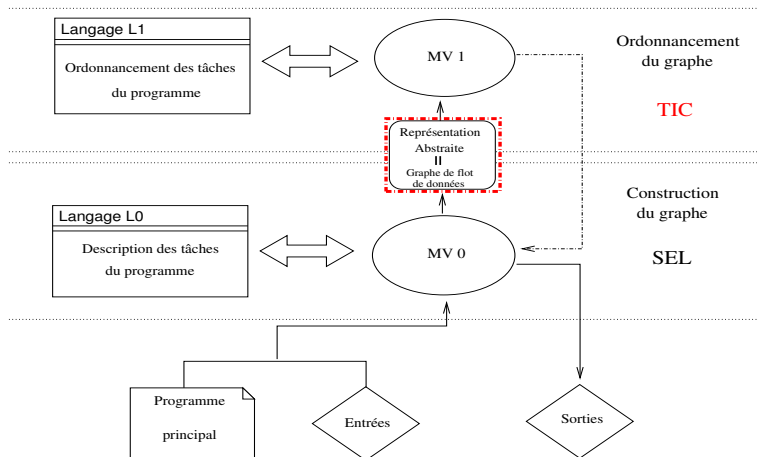 Langage L1
Ordonnancement des tâches
du programme
MV 1
Ordonnancement
du graphe
TIC
Représentation
Abstraite
=
Graphe de flot
de données
Langage L0
Description des tâches
du programme
MV 0
Construction
du graphe
SEL
Programme
principal
Entrées
Sorties